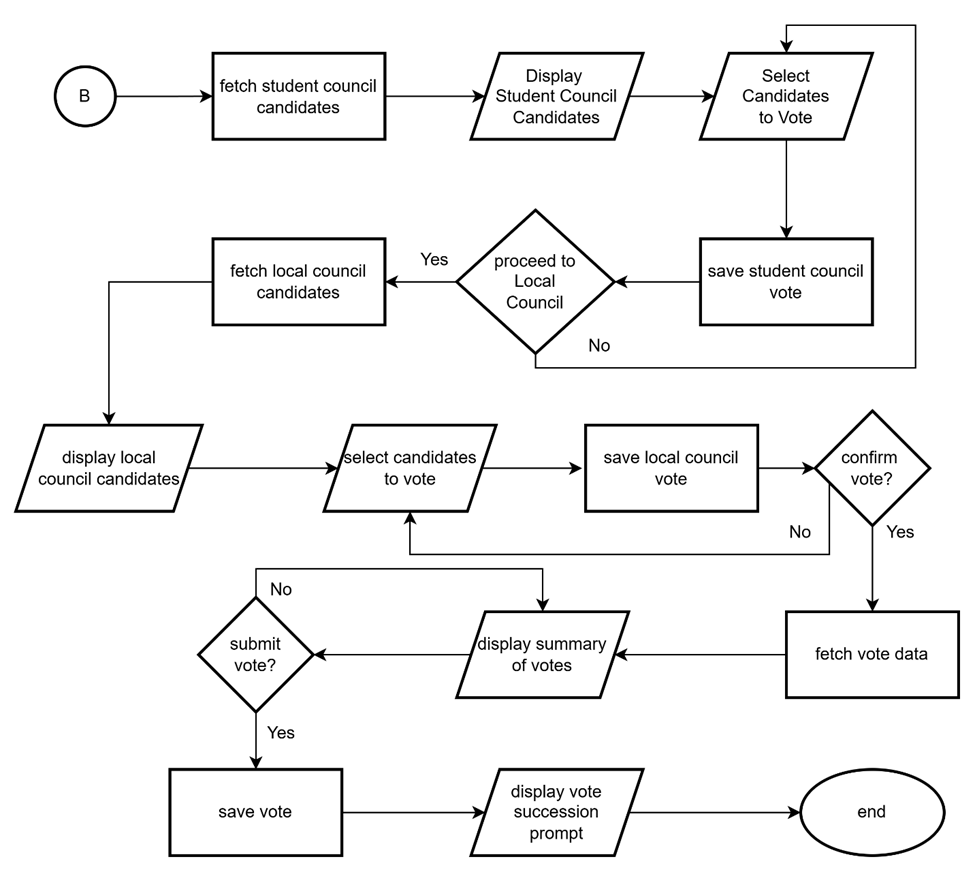 B
fetch student council
candidates
Display
Student Council
Candidates
Select
Candidates
to Vote
fetch local council
candidates
Yes
proceed to
Local
Council
save student council
vote
No
display local
council candidates
select candidates
to vote
save local council
vote
confirm
vote?
No
Yes
No
submit
vote?
display summary
of votes
fetch vote data
Yes
save vote
display vote
succession
prompt
end